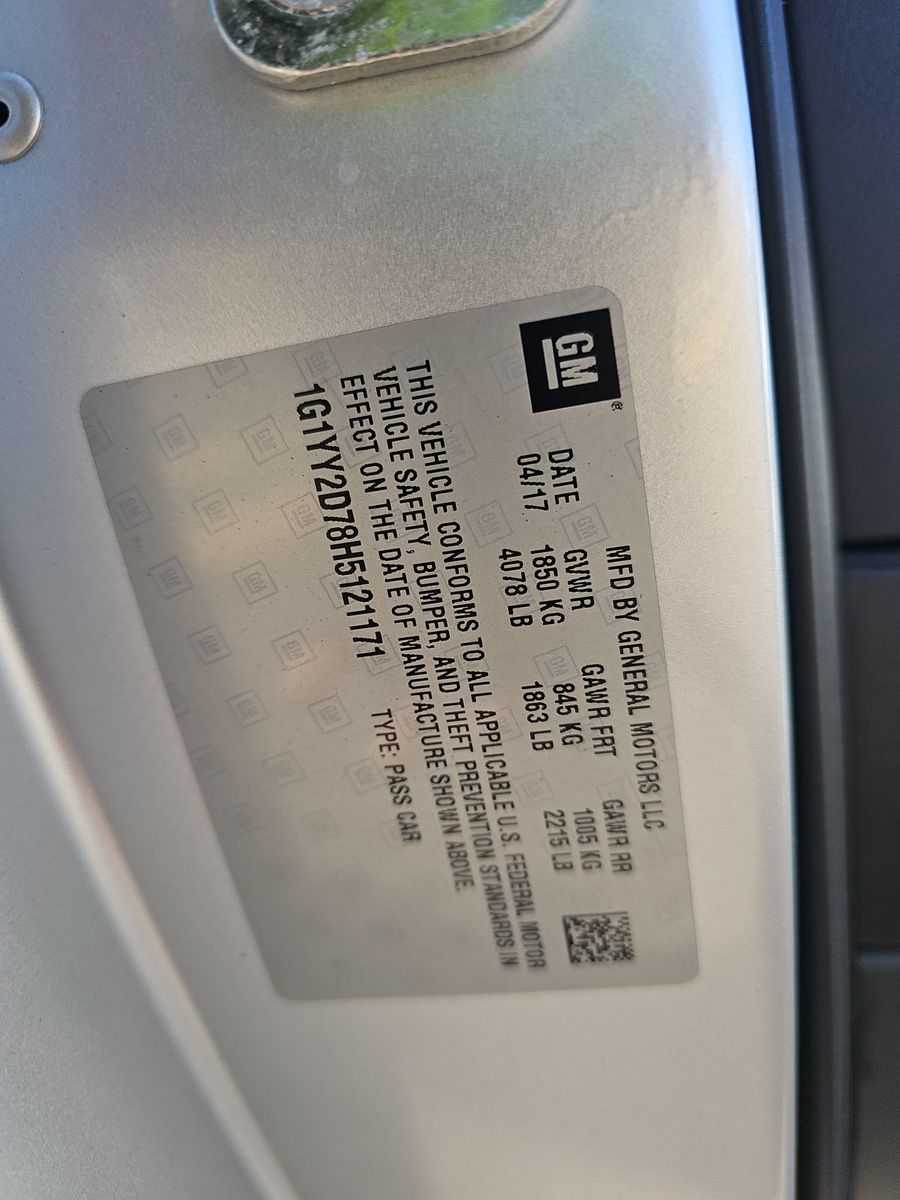 GM®
MFD BY GENERAL MOTORS LLC
DATE GVWR GAWR FRT GAWR RR
04/17 1850 KG 845 KG 1005 KG
4078 LB 1863 LB 2215 LB
THIS VEHICLE CONFORMS TO ALL APPLICABLE U.S. FEDERAL MOTOR
VEHICLE SAFETY, BUMPER, AND THEFT PREVENTION STANDARDS IN
EFFECT ON THE DATE OF MANUFACTURE SHOWN ABOVE.
1G1YY2D78H5121171 TYPE: PASS CAR